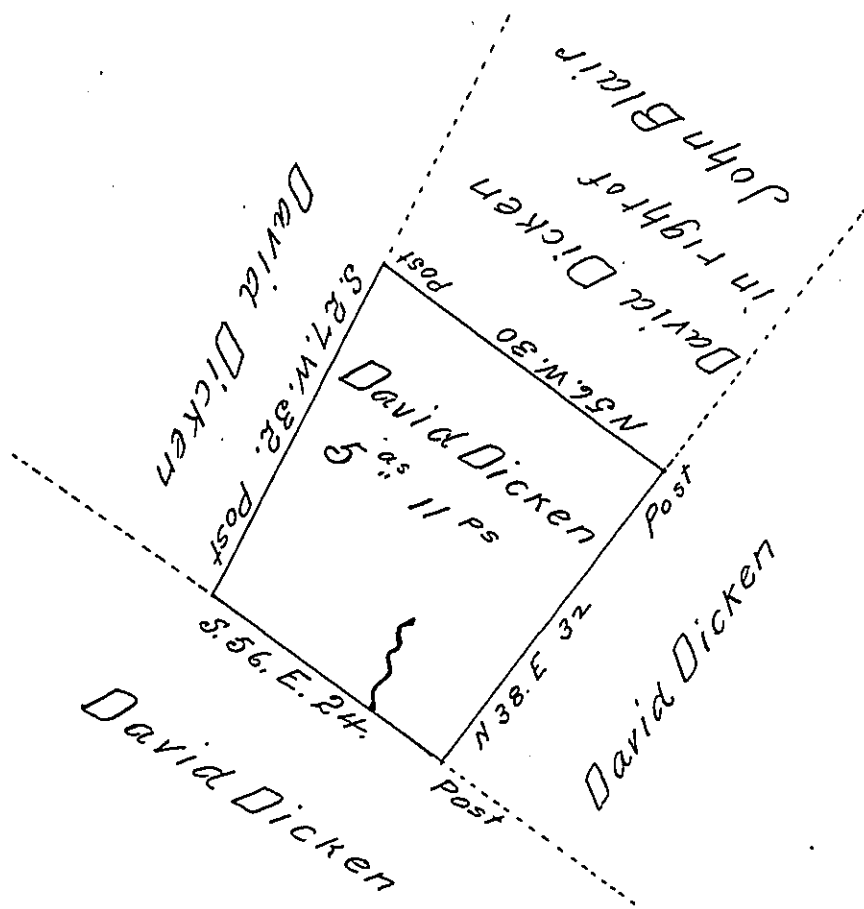 John Blair
in right of
David Dicken
David Dicken
Post
S.27.W.32. Post
N56.W.30
David Dicken
5 as 11 ps
Post
S.56.E.24.
N 38.E 32
Post
David Dicken
David Dicken